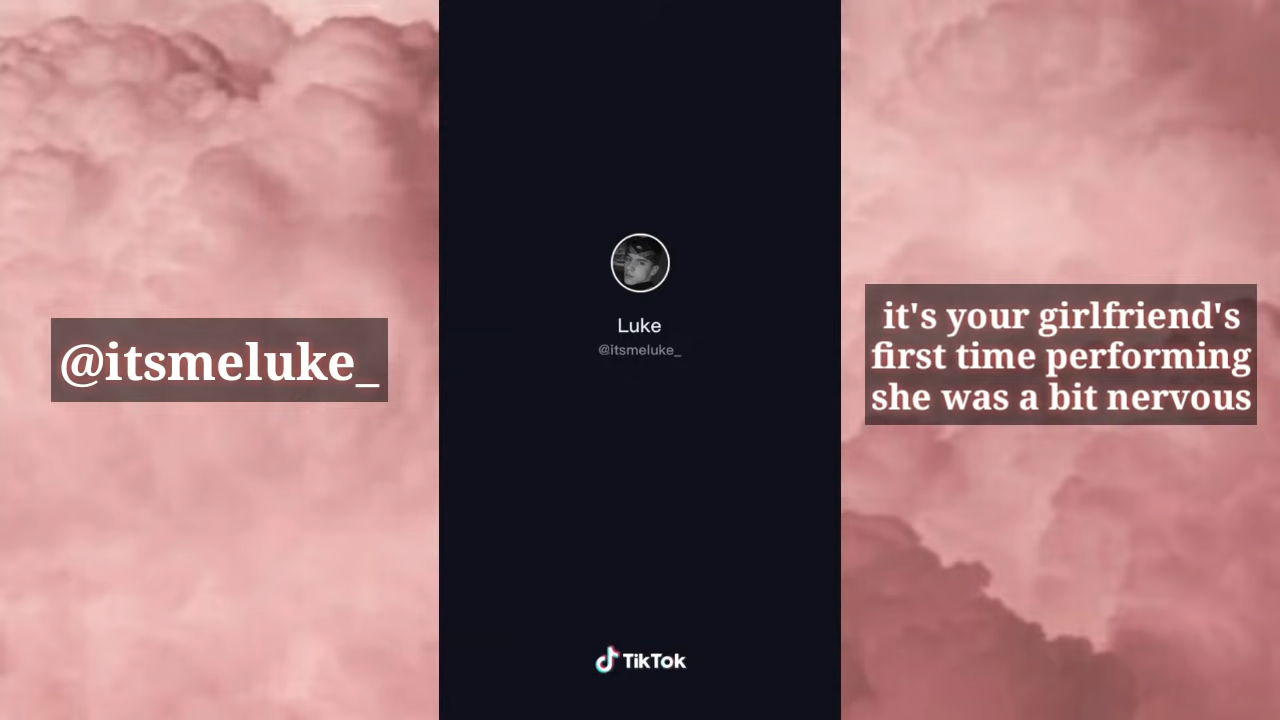 @itsmeluke_
Luke
@itsmeluke_
TikTok
it's your girlfriend's
first time performing
she was a bit nervous